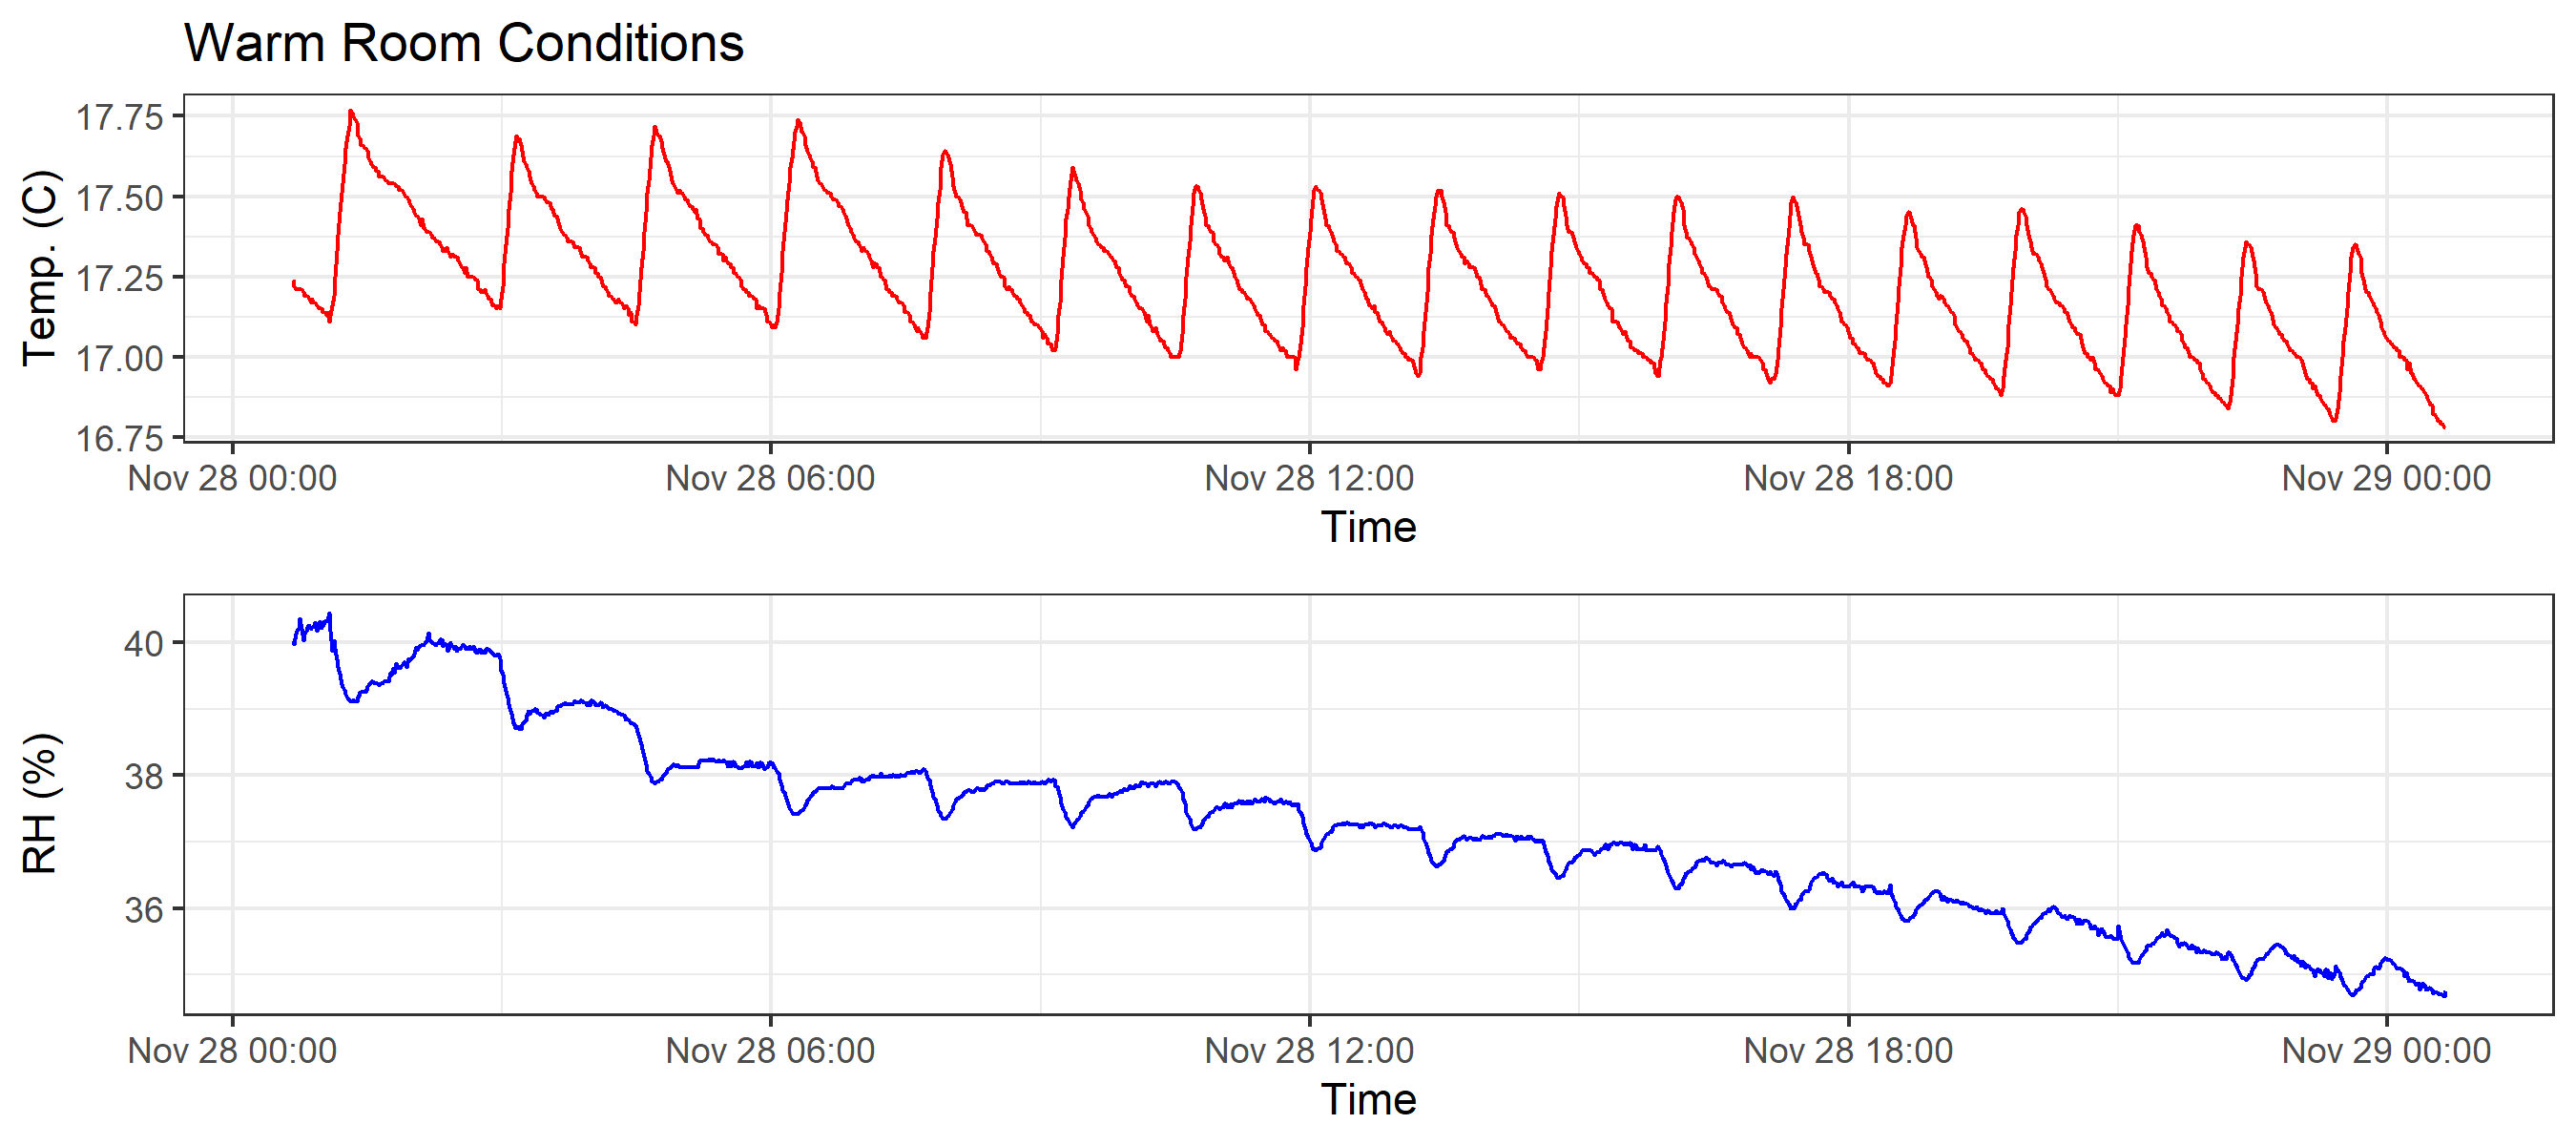 Warm Room Conditions
Temp. (C)
17.75
17.50
17.25
17.00
16.75
Nov 28 00:00 Nov 28 06:00 Nov 28 12:00 Nov 28 18:00 Nov 29 00:00
Time
RH (%)
40
38
36
Nov 28 00:00 Nov 28 06:00 Nov 28 12:00 Nov 28 18:00 Nov 29 00:00
Time